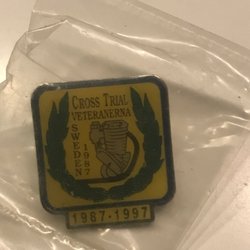 CROSS TRIAL
VETERANERNA
SWEDEN
1987
1987-1997